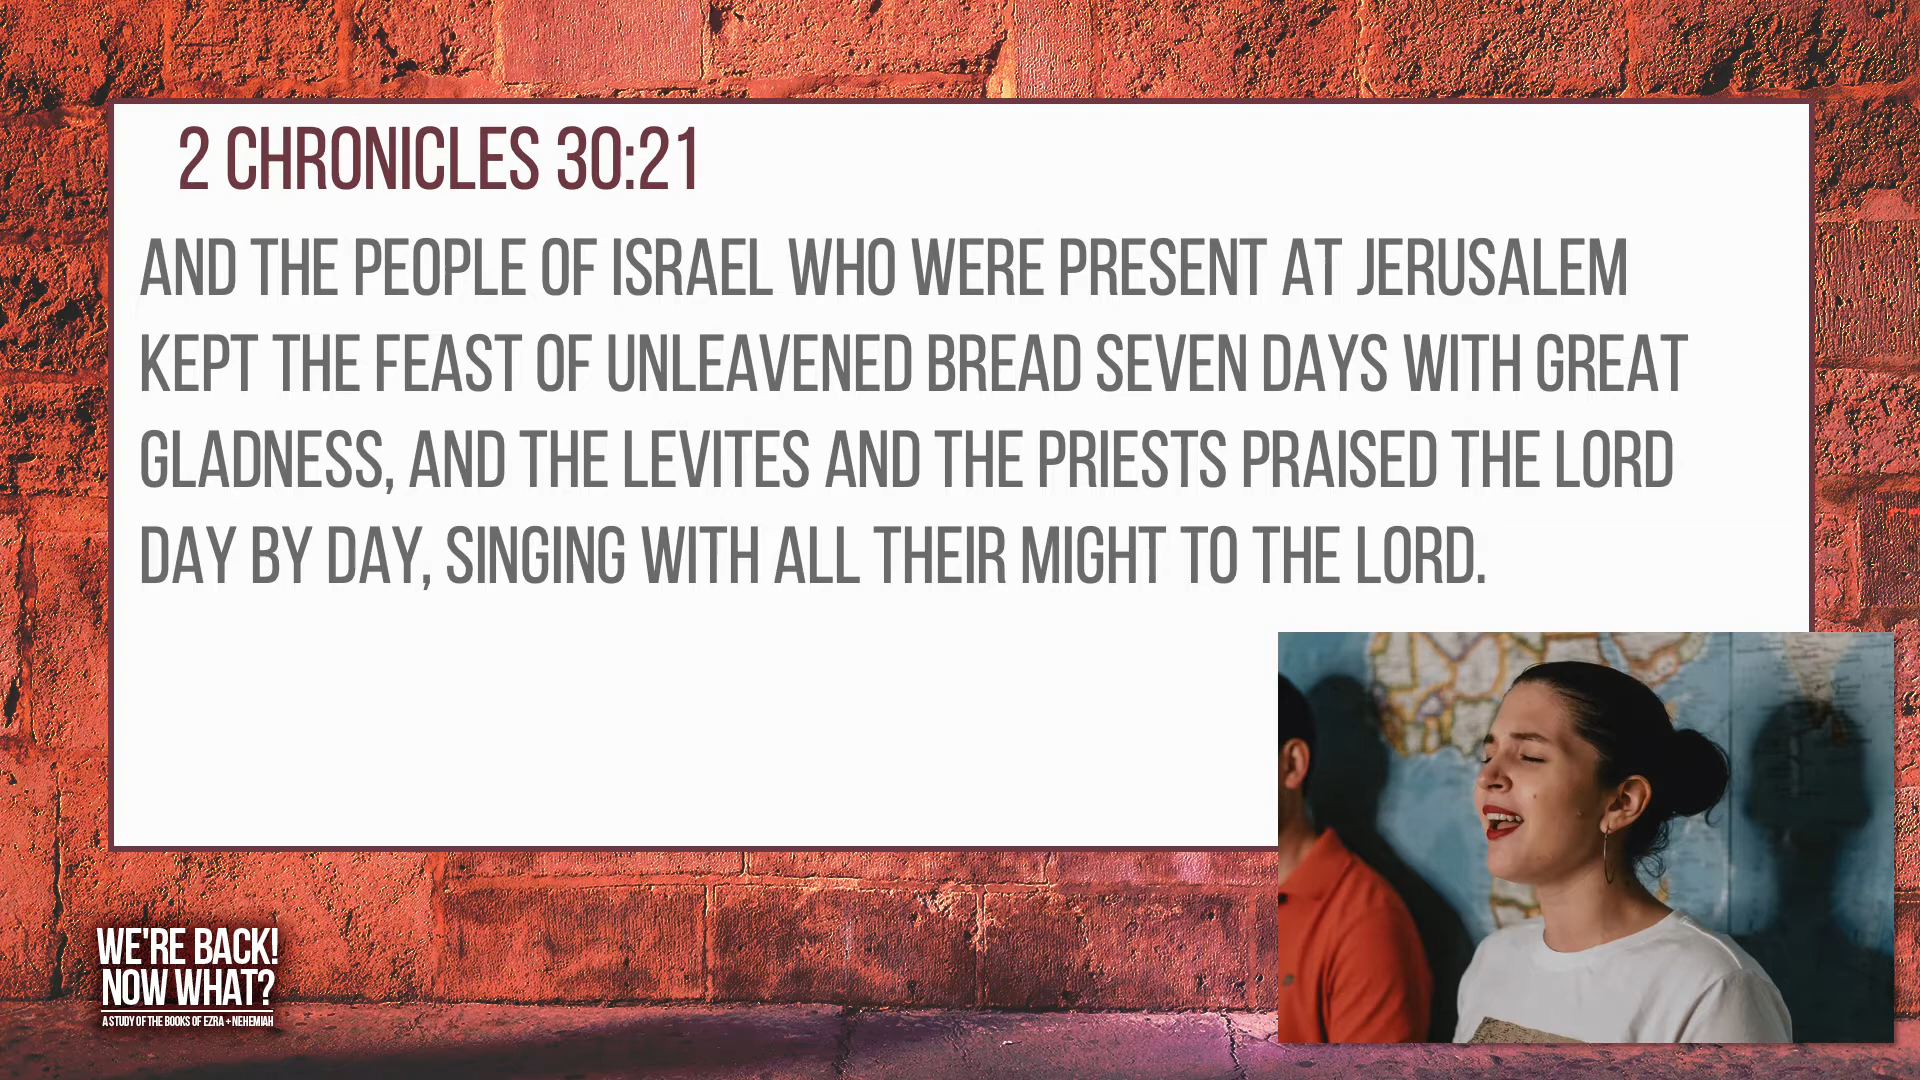 2 CHRONICLES 30:21
AND THE PEOPLE OF ISRAEL WHO WERE PRESENT AT JERUSALEM
KEPT THE FEAST OF UNLEAVENED BREAD SEVEN DAYS WITH GREAT
GLADNESS, AND THE LEVITES AND THE PRIESTS PRAISED THE LORD
DAY BY DAY, SINGING WITH ALL THEIR MIGHT TO THE LORD.
WE'RE BACK!
NOW WHAT?
A STUDY OF THE BOOKS OF EZRA + NEHEMIAH